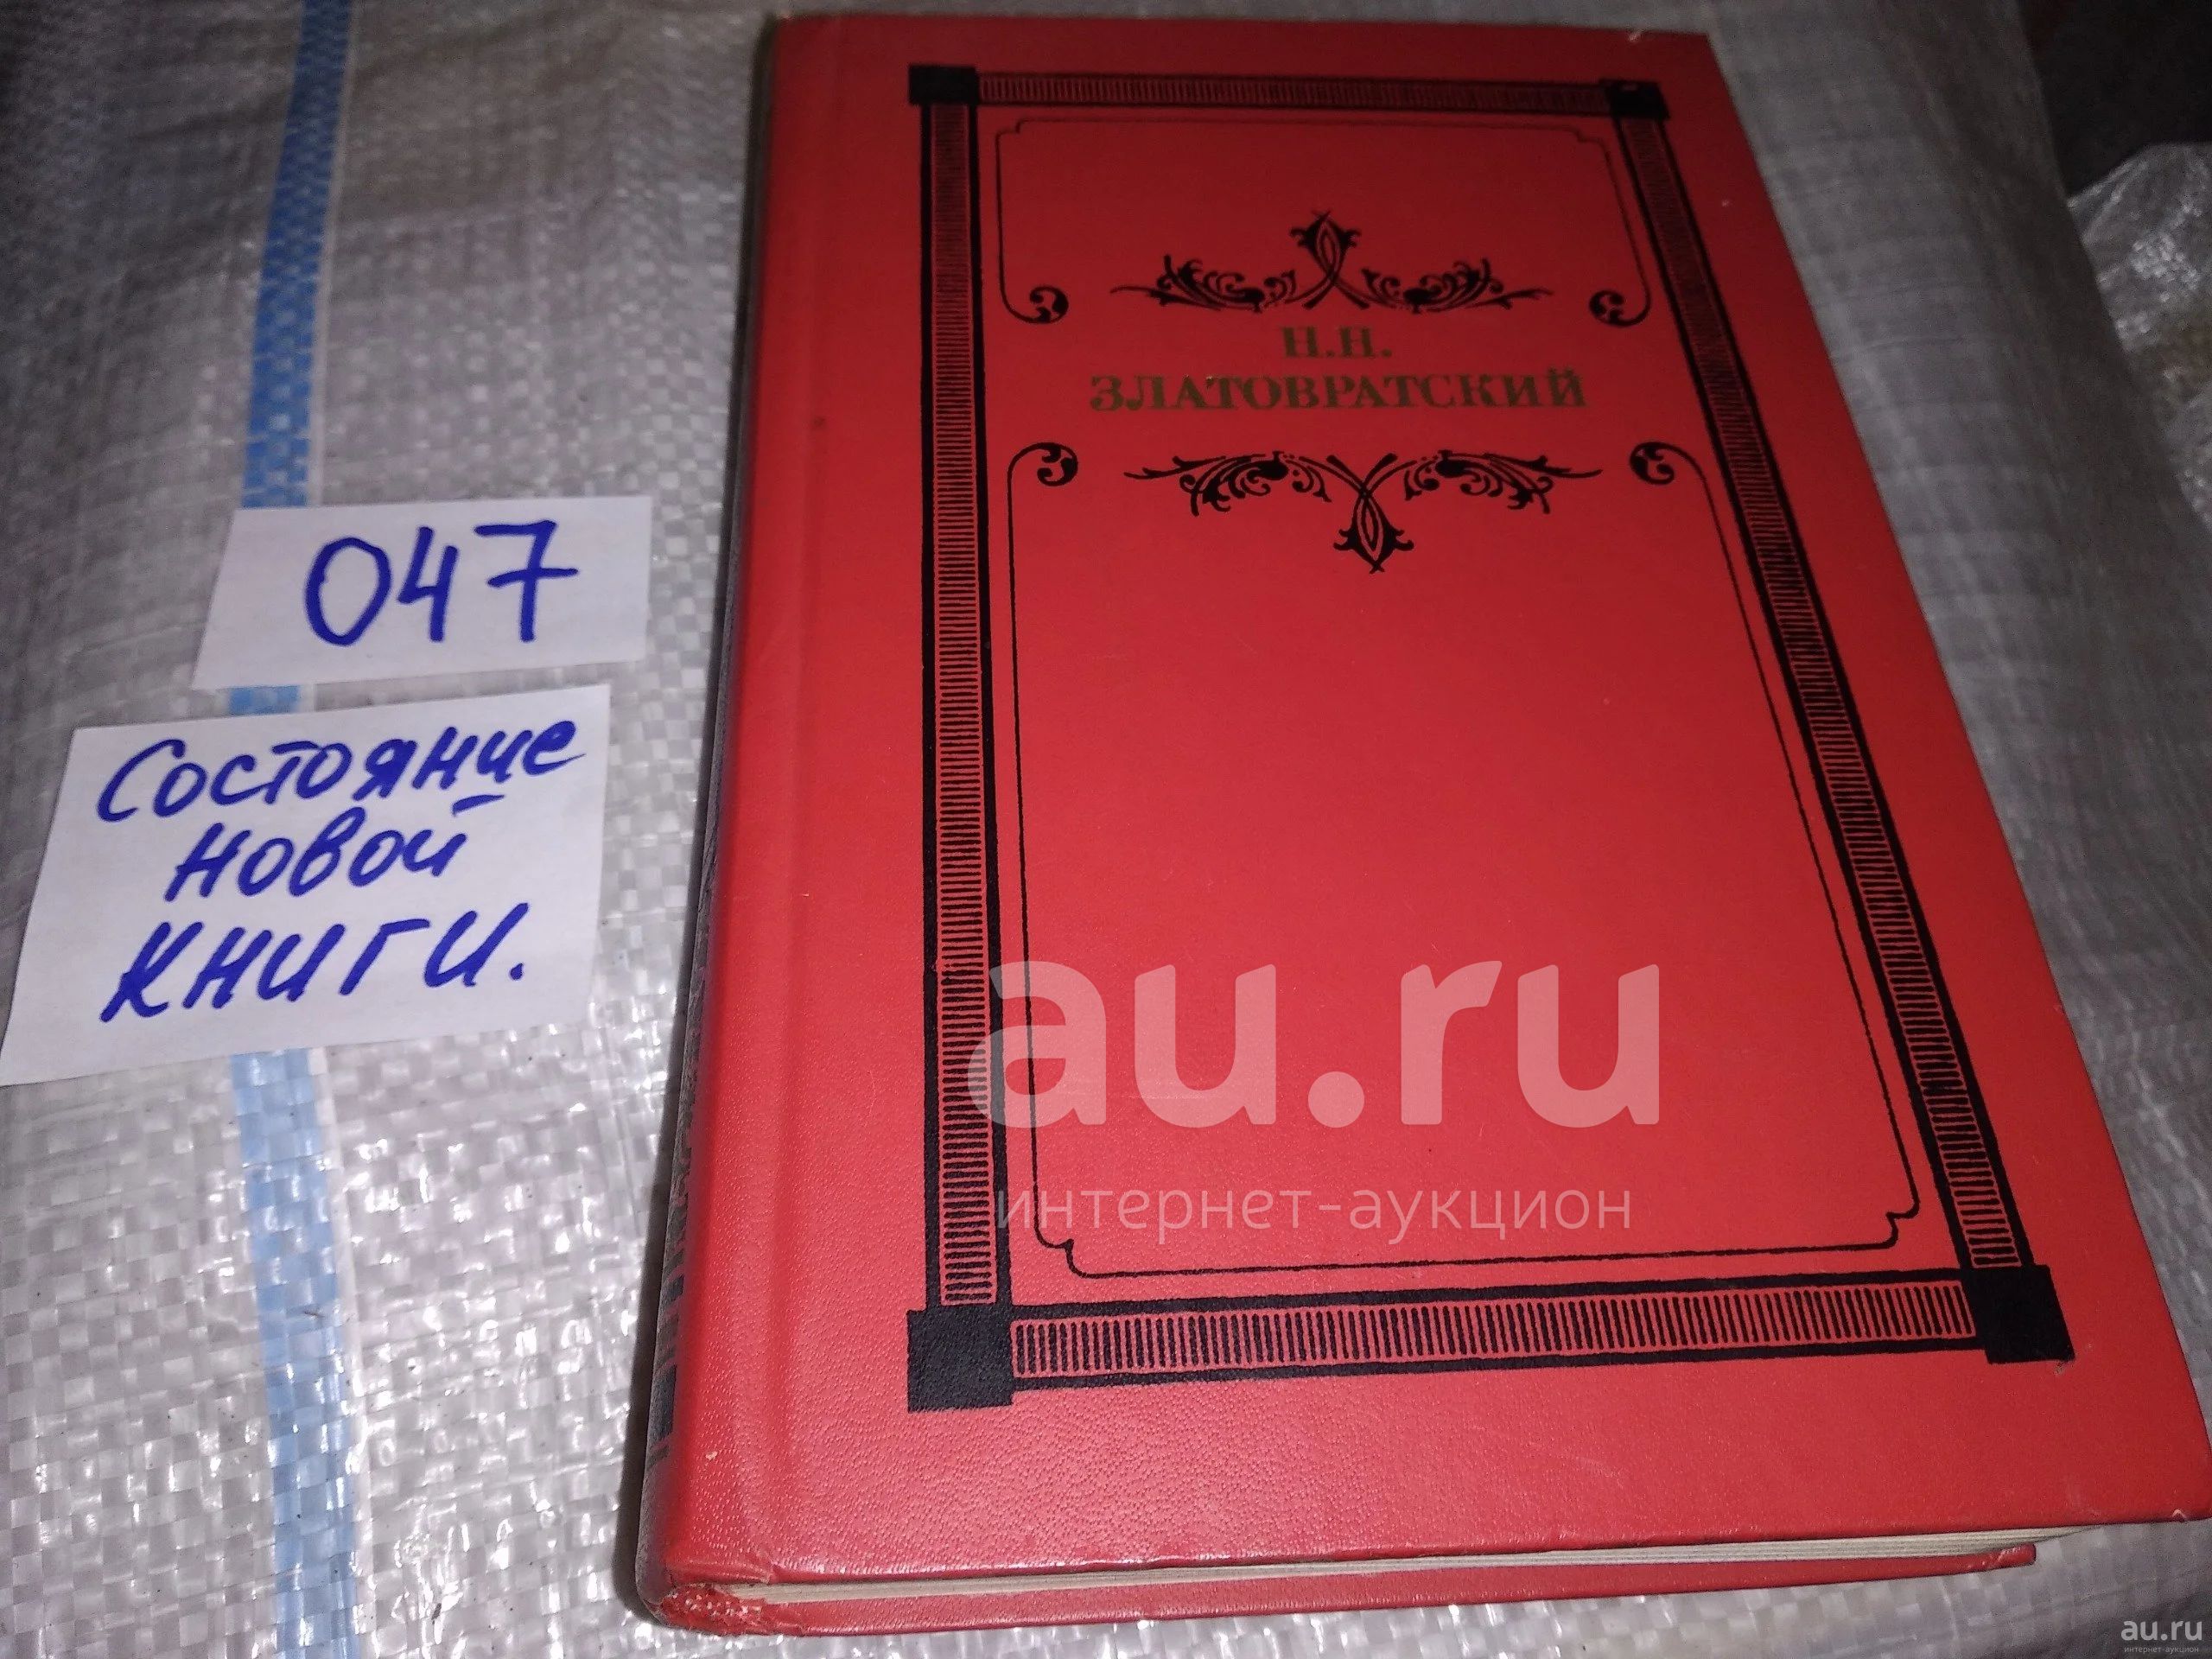 Н.Н.
ЗЛАТОВРАТСКИЙ
047
Состояние
новой
книги.
au.ru
интернет-аукцион
au.ru
интернет-аукцион